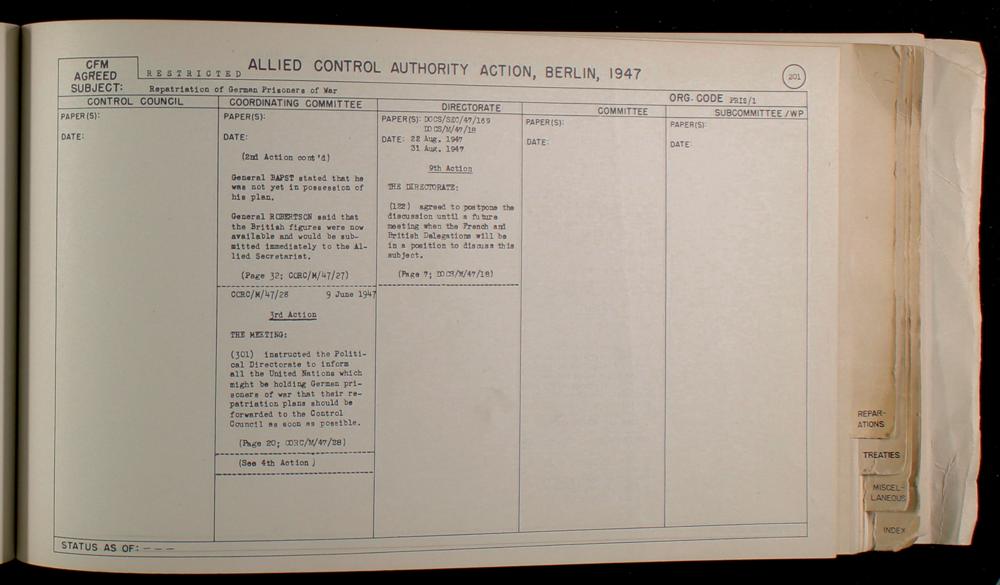 CFM
AGREED
RESTRICTED
ALLIED CONTROL AUTHORITY ACTION, BERLIN, 1947
201
SUBJECT: Repatriation of German Prisoners of War
ORG. CODE PRIS/1
CONTROL COUNCIL
PAPER(S):
DATE:
COORDINATING COMMITTEE
PAPER(S):
DATE:
(2nd Action cont'd)
General BAPST stated that he
was not yet in possession of
his plan.
General ROBERTSON said that
the British figures were now
available and would be sub-
mitted immediately to the Al-
lied Secretariat.
(Page 32; CORC/M/47/27)
CORC/M/47/28 9 June 1947
3rd Action
THE MEETING:
(301) instructed the Politi-
cal Directorate to inform
all the United Nations which
might be holding German pri-
soners of war that their re-
patriation plans should be
forwarded to the Control
Council as soon as possible.
(Page 20; CORC/M/47/28)
(See 4th Action)
DIRECTORATE
PAPER(S): DOCS/SEC/47/169
DOCS/M/47/18
DATE: 22 Aug. 1947
31 Aug. 1947
9th Action
THE DIRECTORATE:
(122) agreed to postpone the
discussion until a future
meeting when the French and
British Delegations will be
in a position to discuss this
subject.
(Page 7; DOCS/M/47/18)
COMMITTEE
PAPER(S):
DATE:
SUBCOMMITTEE/WP
PAPER(S):
DATE:
STATUS AS OF: - - -
REPAR-
ATIONS
TREATIES
MISCEL-
LANEOUS
INDEX